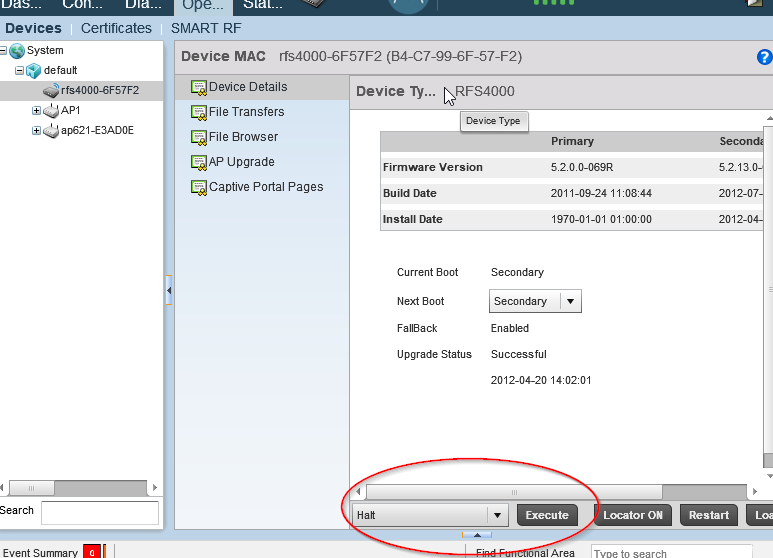 Das... Con... Dia... Ope... Stat...
Devices Certificates SMART RF
System
default
rfs4000-6F57F2
AP1
ap621-E3AD0E
Search
Device MAC rfs4000-6F57F2 (B4-C7-99-6F-57-F2)
?
Device Details
File Transfers
File Browser
AP Upgrade
Captive Portal Pages
Device Ty... RFS4000
Device Type
Primary Seconda
Firmware Version 5.2.0.0-069R 5.2.13.0-
Build Date 2011-09-24 11:08:44 2012-07-
Install Date 1970-01-01 01:00:00 2012-04-
Current Boot Secondary
Next Boot Secondary
FallBack Enabled
Upgrade Status Successful
2012-04-20 14:02:01
Halt Execute Locator ON Restart Loa
Event Summary 0 Find Functional Area Type to search